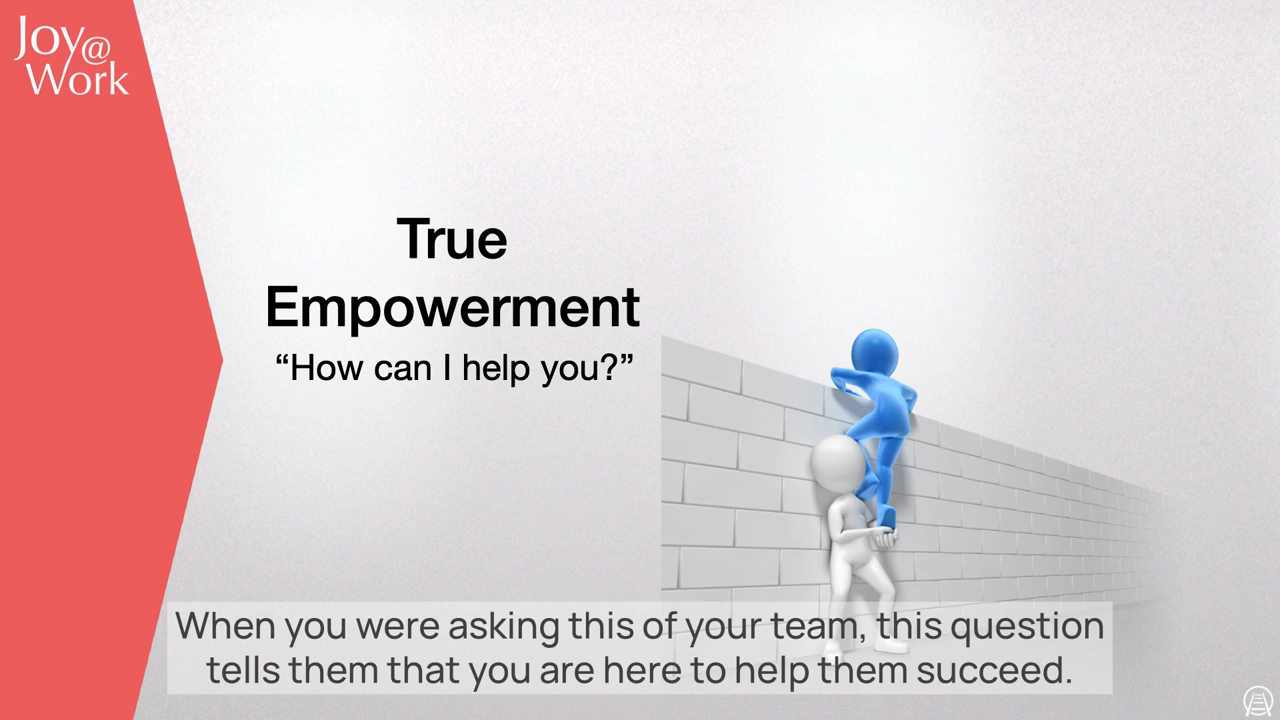 Joy@
Work
True
Empowerment
“How can I help you?”
When you were asking this of your team, this question
tells them that you are here to help them succeed.